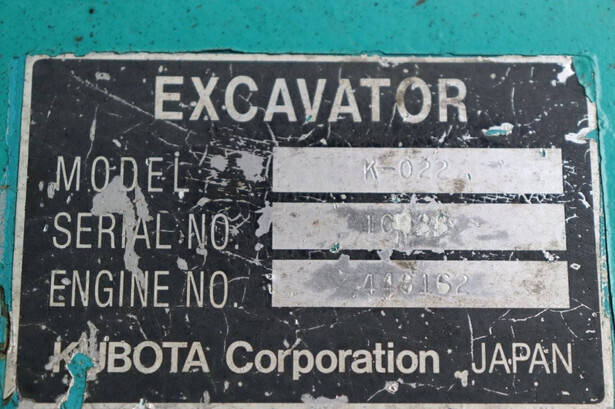 EXCAVATOR
MODEL K-022
SERIAL NO.
ENGINE NO.
KUBOTA Corporation JAPAN